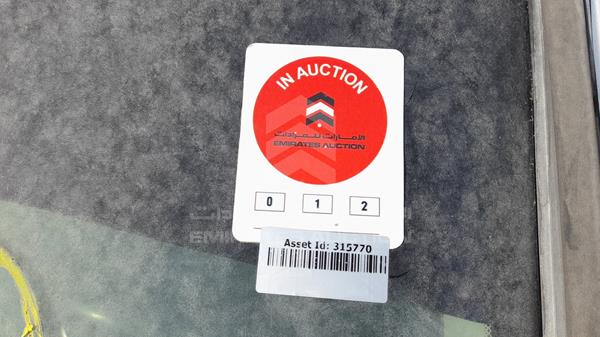 IN AUCTION
الإمارات للمزادات
EMIRATES AUCTION
0 1 2
Asset Id: 315770